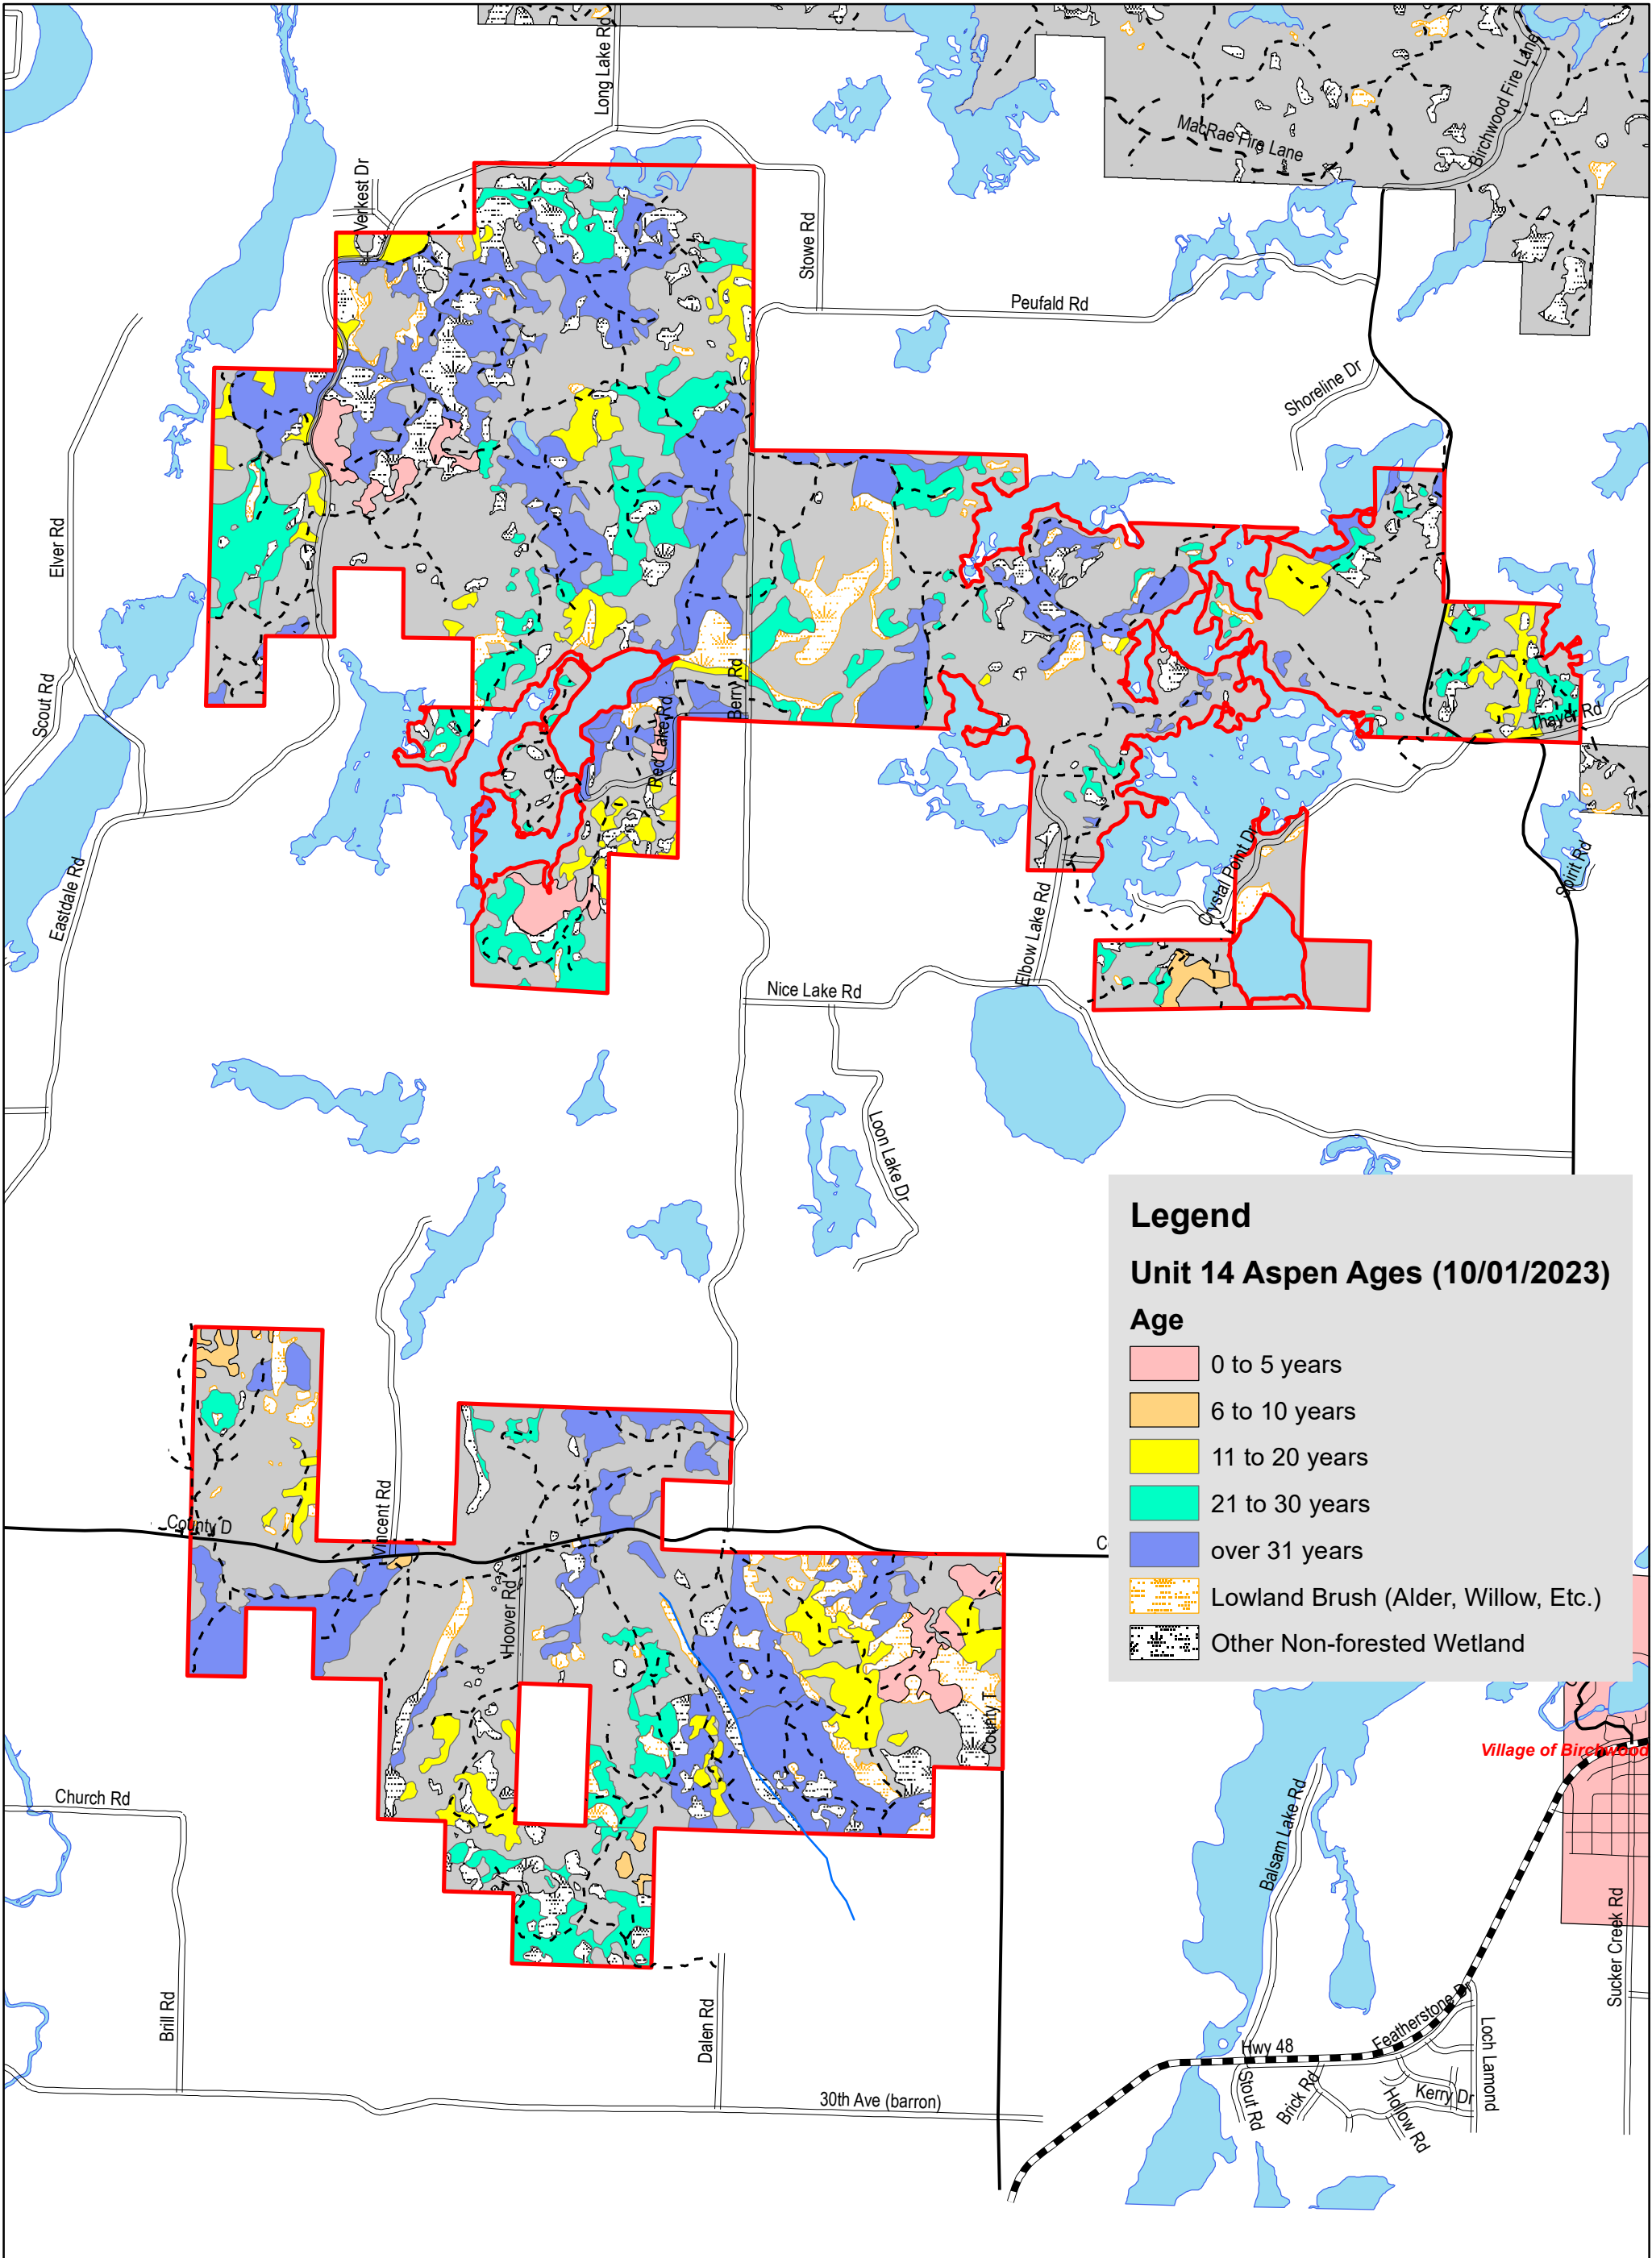 Long Lake Rd
Birchwood Fire Lane
MacRae Fire Lane
Verkest Dr
Stowe Rd
Peufald Rd
Shoreline Dr
Elver Rd
Scout Rd
Berry Rd
Red Lake Rd
Thayer Rd
Eastdale Rd
Crystal Point Dr
Spirit Rd
Elbow Lake Rd
Nice Lake Rd
Loon Lake Dr
Legend
Unit 14 Aspen Ages (10/01/2023)
Age
0 to 5 years
6 to 10 years
11 to 20 years
21 to 30 years
over 31 years
Lowland Brush (Alder, Willow, Etc.)
Other Non-forested Wetland
County D
Vincent Rd
C
Hoover Rd
County T
Village of Birchwood
Church Rd
Balsam Lake Rd
Sucker Creek Rd
Brill Rd
Dalen Rd
Featherstone Dr
Loch Lamond
Hwy 48
Stout Rd
Brick Rd
Hollow Rd
Kerry Dr
30th Ave (barron)